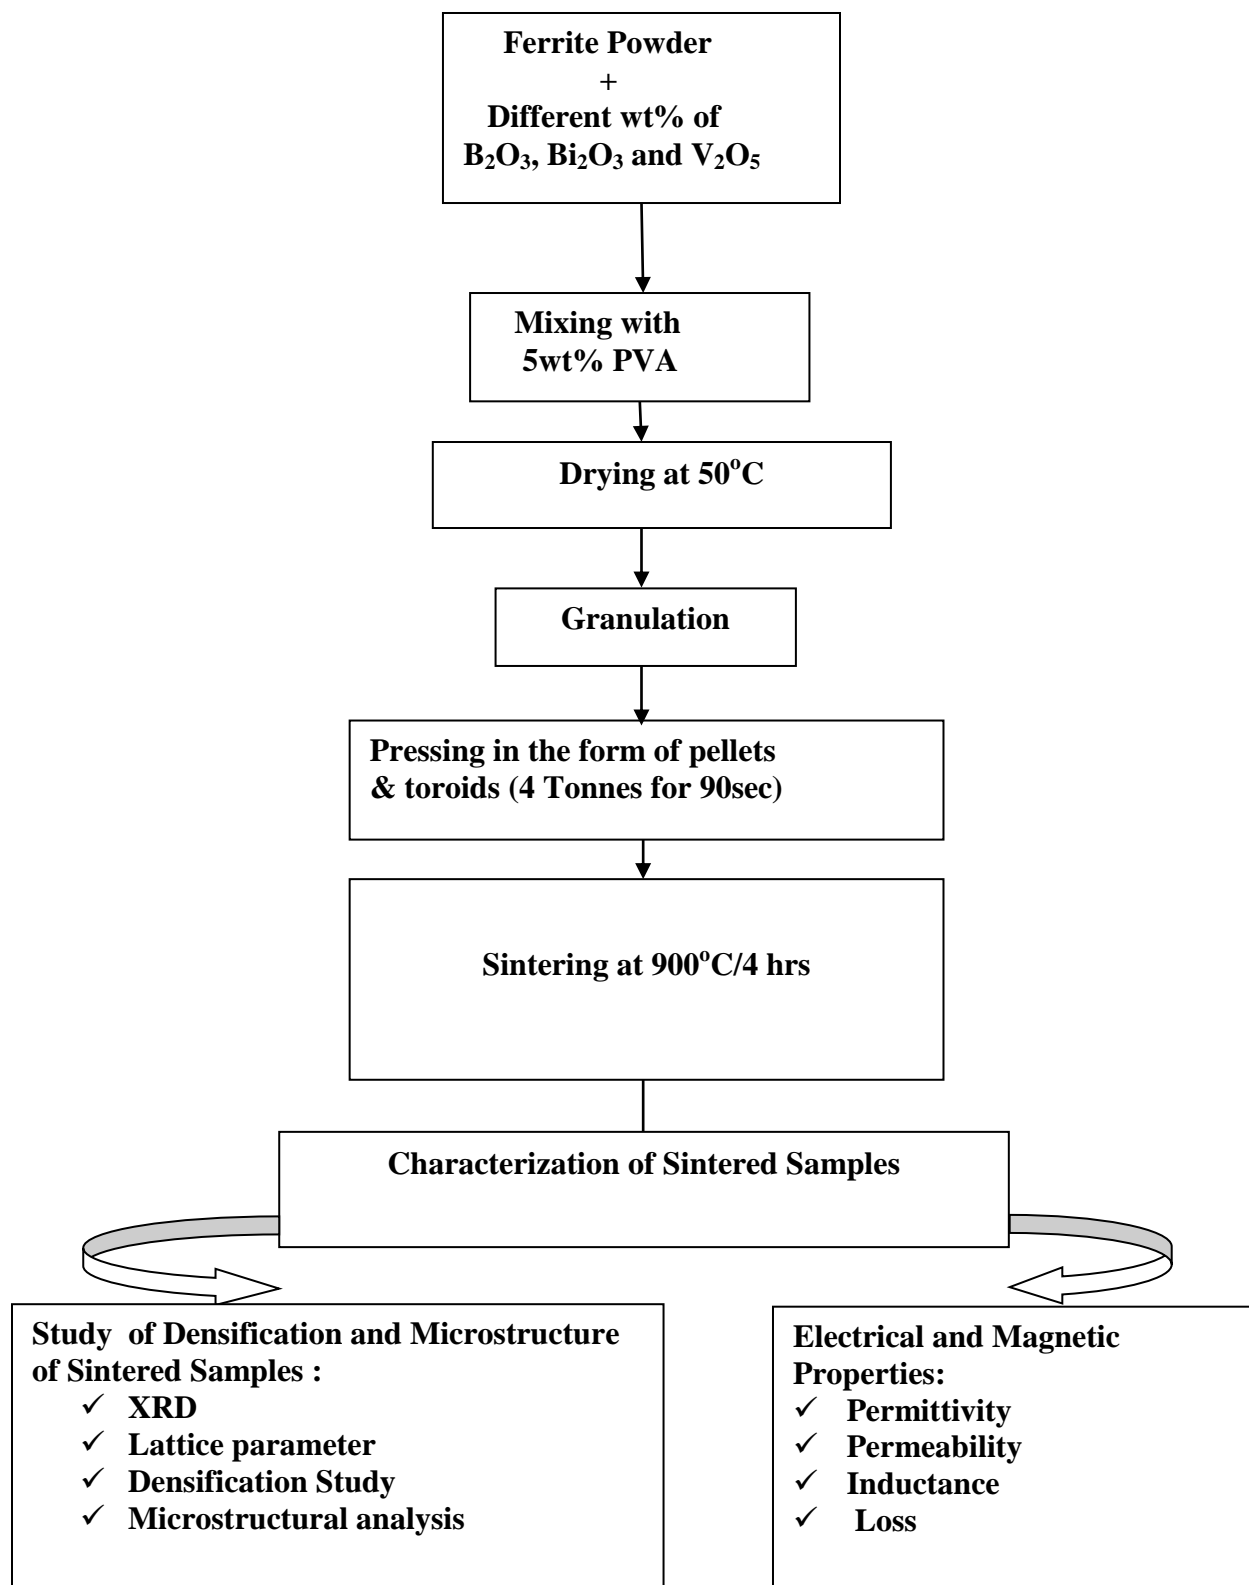 Ferrite Powder
+
Different wt% of
B₂O₃, Bi₂O₃ and V₂O₅
Mixing with
5wt% PVA
Drying at 50°C
Granulation
Pressing in the form of pellets
& toroids (4 Tonnes for 90sec)
Sintering at 900°C/4 hrs
Characterization of Sintered Samples
Study of Densification and Microstructure
of Sintered Samples :
✓ XRD
✓ Lattice parameter
✓ Densification Study
✓ Microstructural analysis
Electrical and Magnetic
Properties:
✓ Permittivity
✓ Permeability
✓ Inductance
✓ Loss